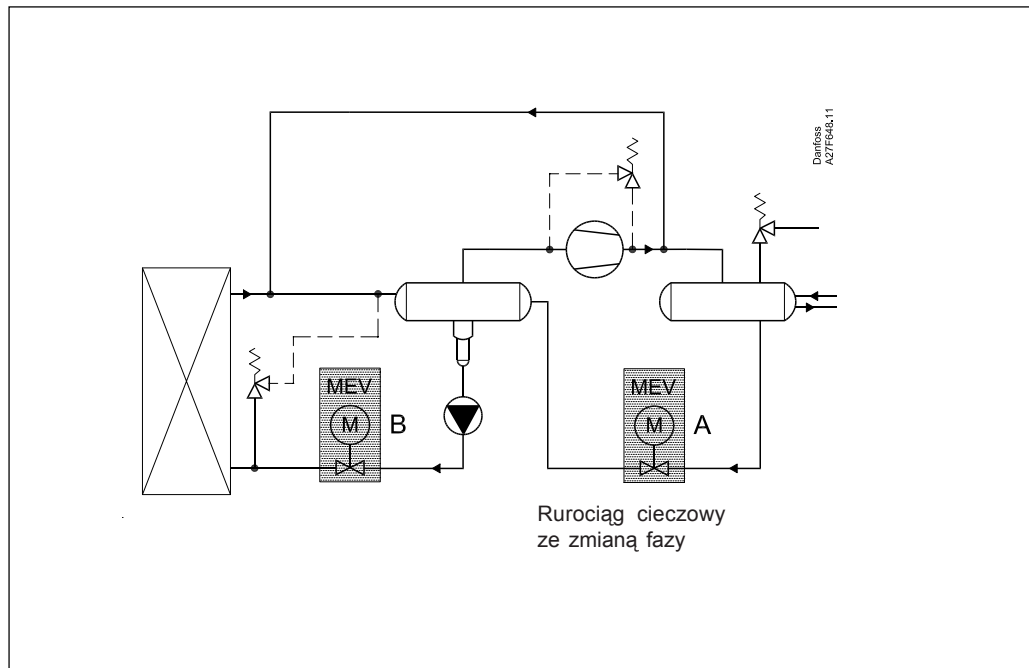 Danfoss
A27F648.11
MEV
M
B
MEV
M
A
Rurociąg cieczowy
ze zmianą fazy